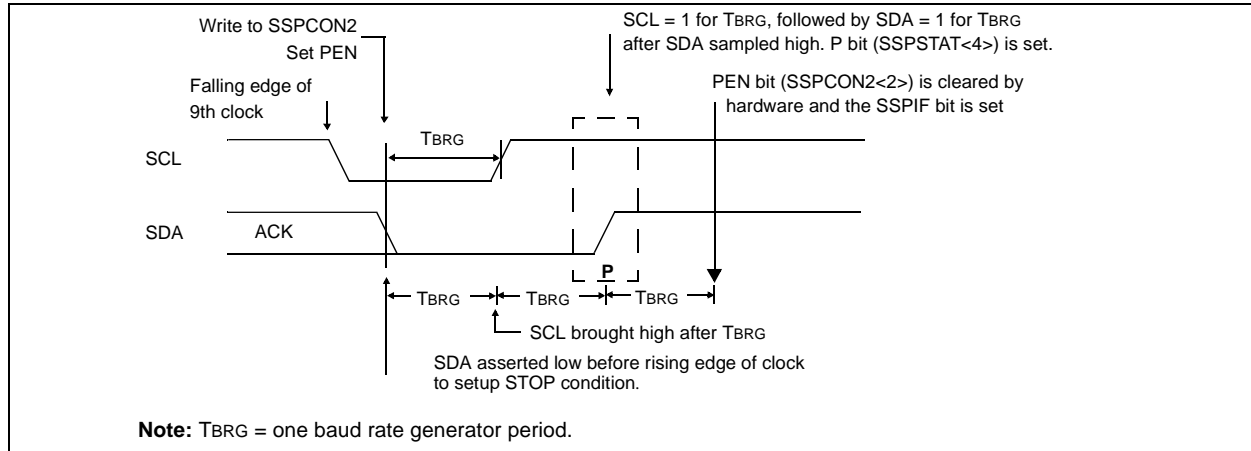 Write to SSPCON2
Set PEN
SCL = 1 for TBRG, followed by SDA = 1 for TBRG
after SDA sampled high. P bit (SSPSTAT<4>) is set.
Falling edge of
9th clock
PEN bit (SSPCON2<2>) is cleared by
hardware and the SSPIF bit is set
TBRG
SCL
SDA
ACK
P
TBRG
TBRG
TBRG
SCL brought high after TBRG
SDA asserted low before rising edge of clock
to setup STOP condition.
Note: TBRG = one baud rate generator period.